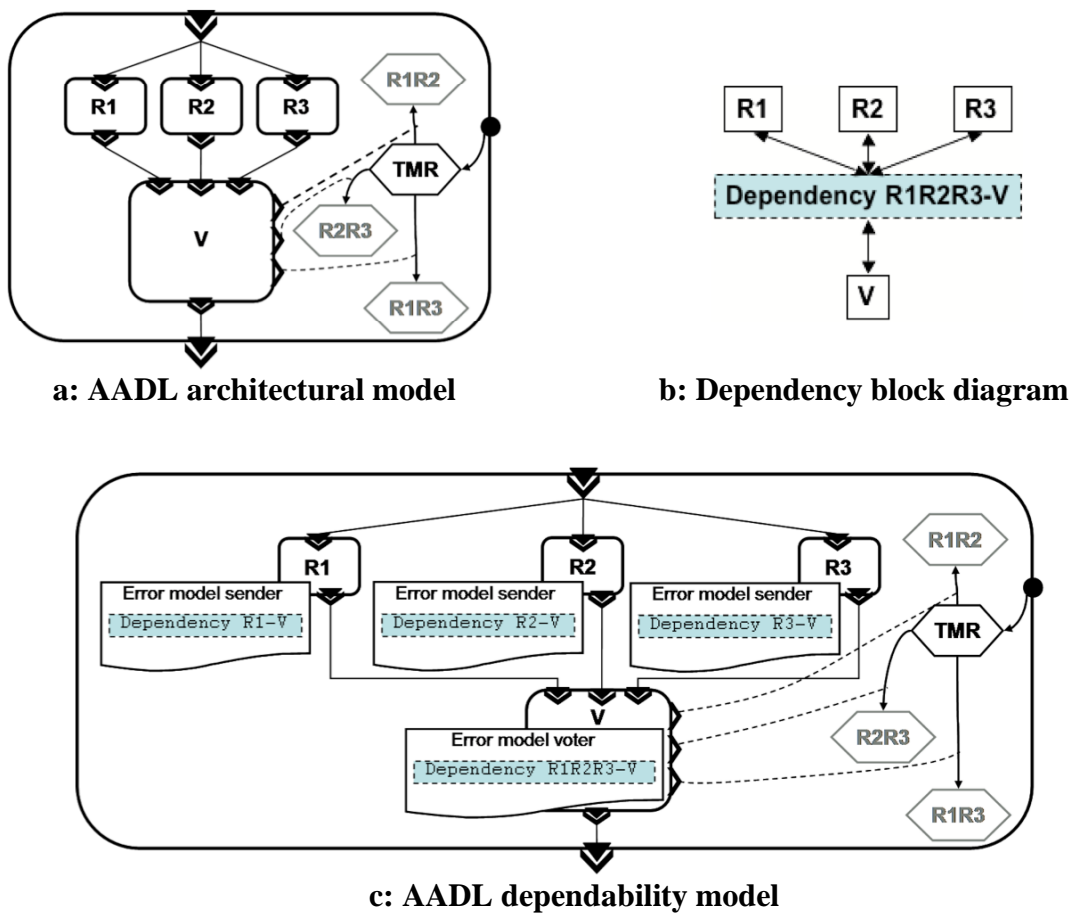 R1R2
R1 R2 R3
TMR
V
R2R3
R1R3
a: AADL architectural model
R1 R2 R3
Dependency R1R2R3-V
V
b: Dependency block diagram
R1 R2 R3
R1R2
Error model sender
Dependency R1-V
Error model sender
Dependency R2-V
Error model sender
Dependency R3-V
TMR
V
R2R3
Error model voter
Dependency R1R2R3-V
R1R3
c: AADL dependability model